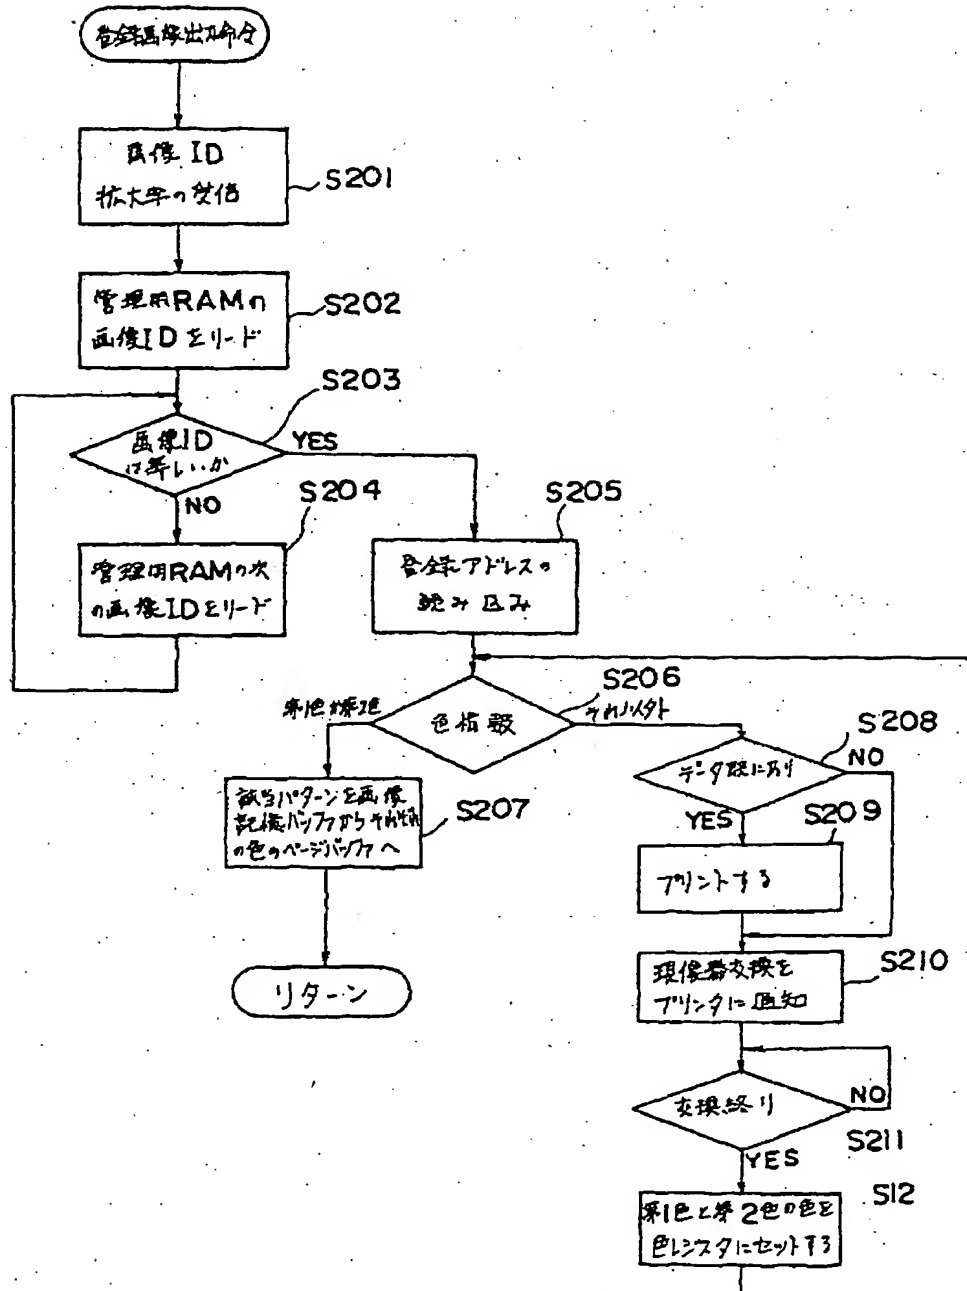 登録画像出力命令
画像ID
拡大率の受信
S201
管理用RAMの
画像IDをリード
S202
S203
画像ID
は等しいか
YES
NO
S204
管理用RAMの次
の画像IDをリード
S205
登録アドレスの
読み込み
S206
色指数
第1色か第2色
それ以外
S207
該当パターンを画像
記憶バッファからそれぞれ
の色のページバッファへ
リターン
S208
データ既にあり
NO
YES
S209
プリントする
S210
現像器交換を
プリンタに通知
交換終り
NO
S211
YES
S12
第1色と第2色の色を
色レジスタにセットする